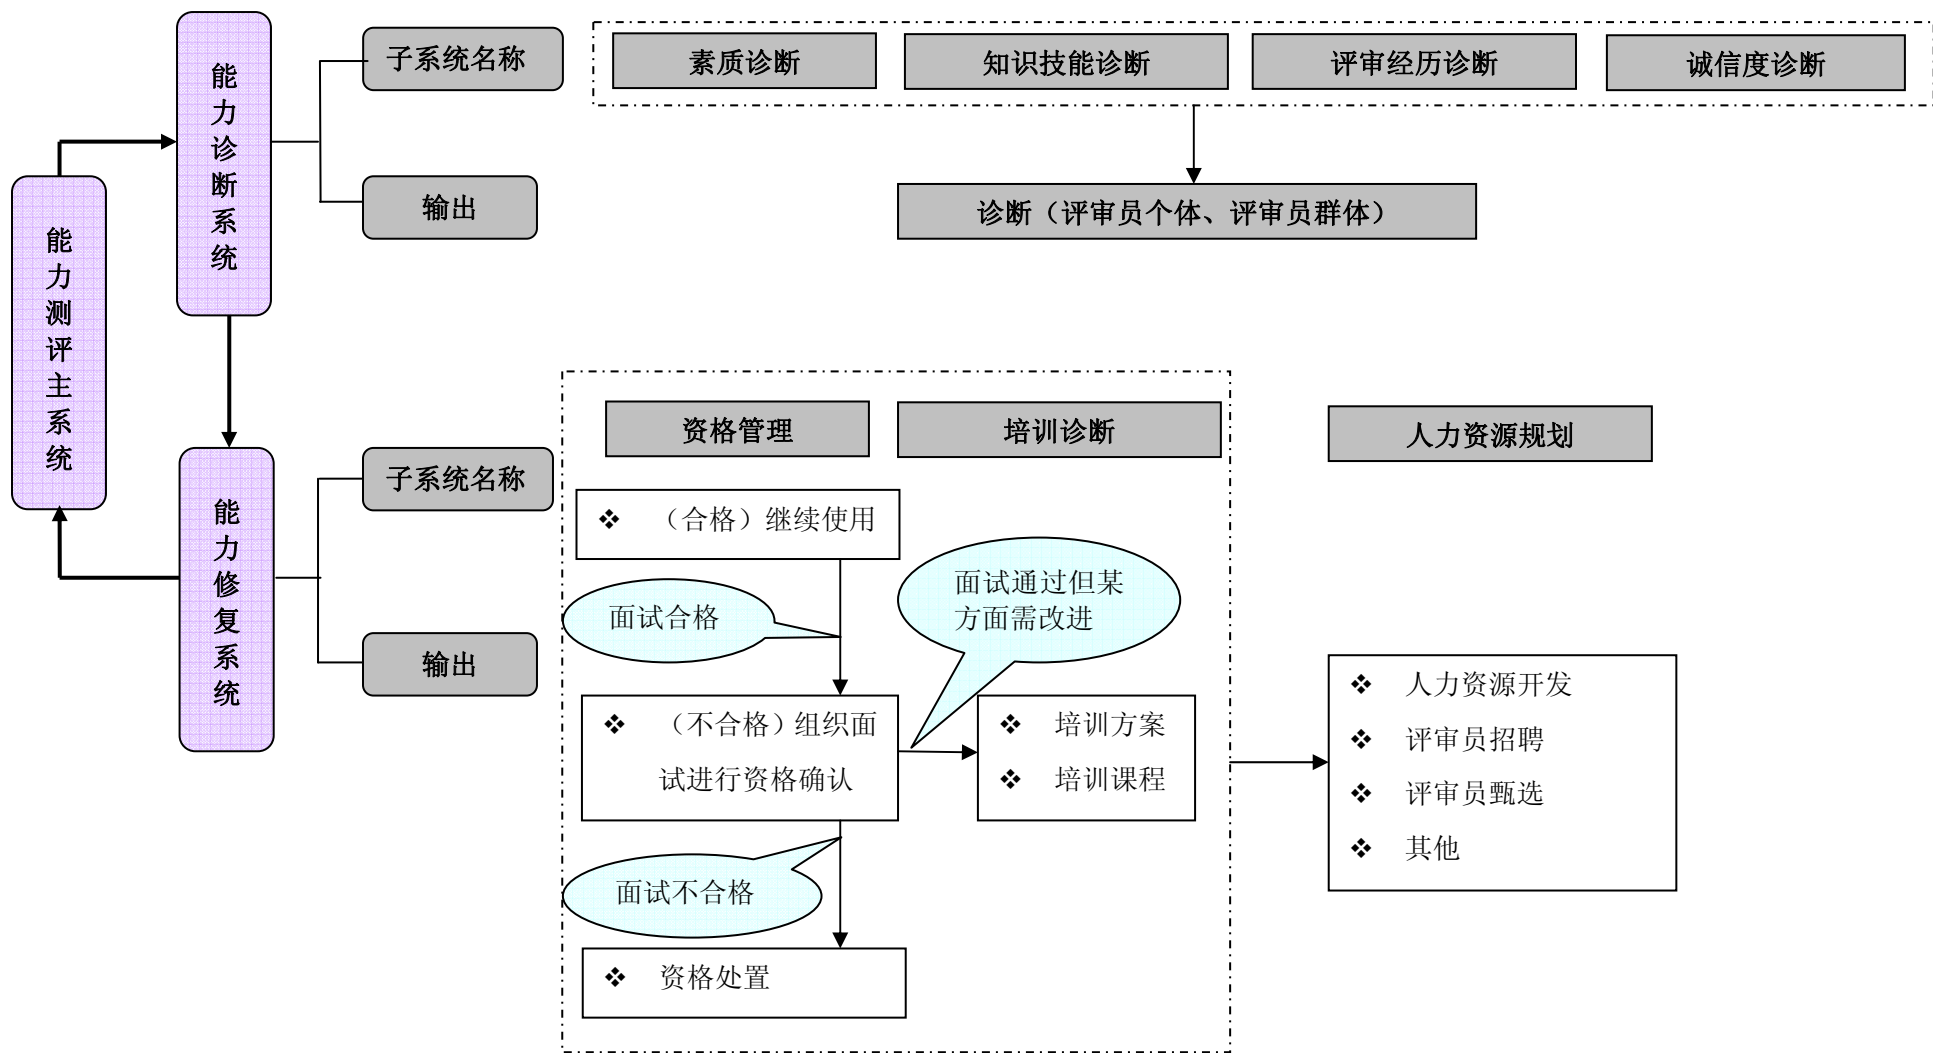 能力测评主系统
能力诊断系统
子系统名称
素质诊断
知识技能诊断
评审经历诊断
诚信度诊断
输出
诊断（评审员个体、评审员群体）
能力修复系统
子系统名称
资格管理
培训诊断
人力资源规划
❖ （合格）继续使用
面试合格
面试通过但某
方面需改进
输出
❖ （不合格）组织面
试进行资格确认
❖ 培训方案
❖ 培训课程
❖ 人力资源开发
❖ 评审员招聘
❖ 评审员甄选
❖ 其他
面试不合格
❖ 资格处置